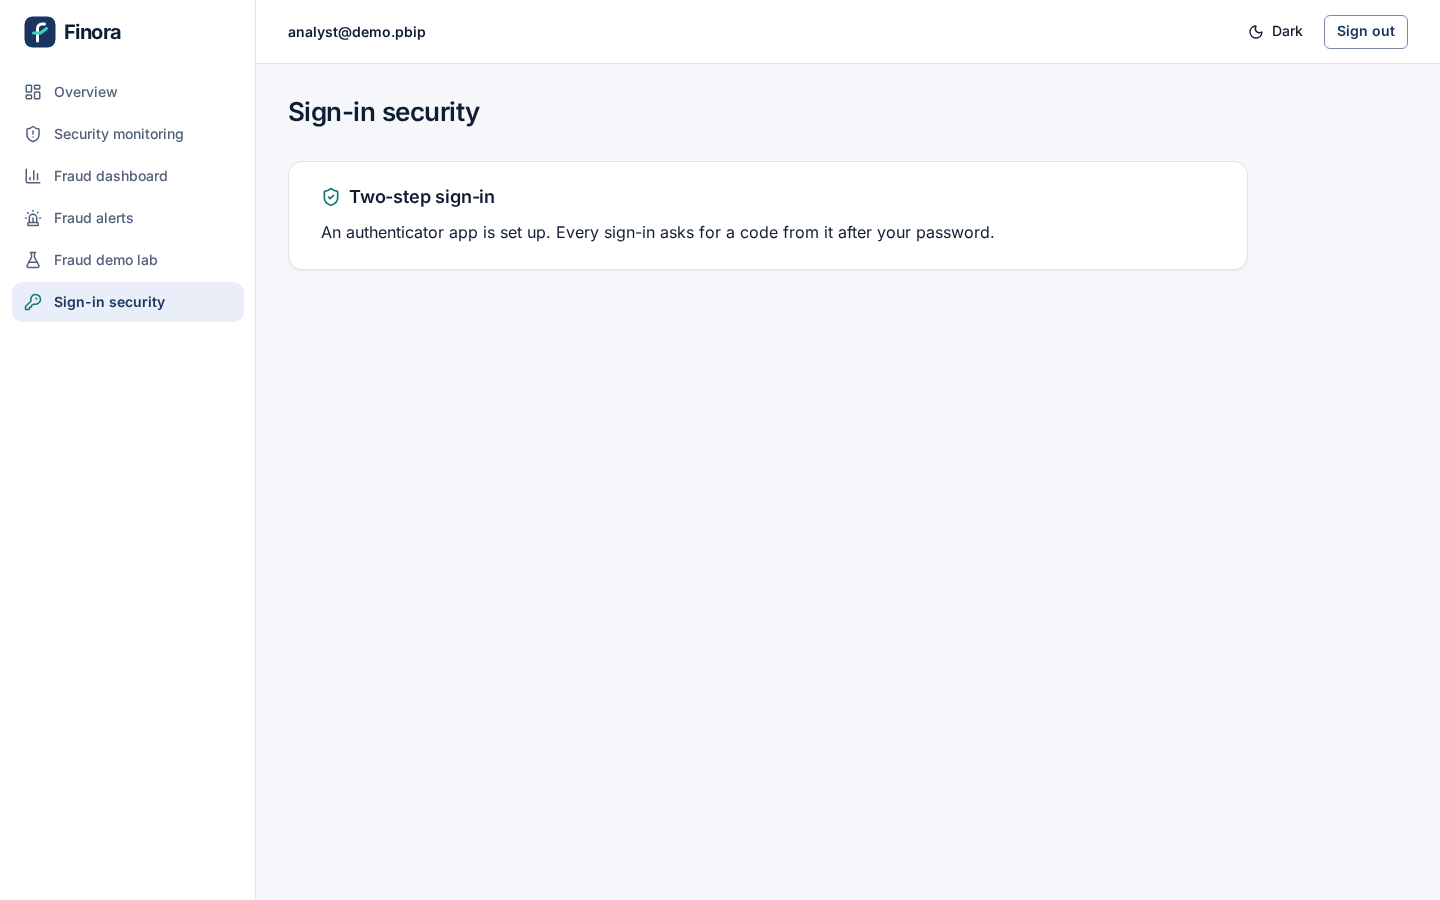 Finora
analyst@demo.pbip
Dark
Sign out
Overview
Security monitoring
Fraud dashboard
Fraud alerts
Fraud demo lab
Sign-in security
Sign-in security
Two-step sign-in
An authenticator app is set up. Every sign-in asks for a code from it after your password.